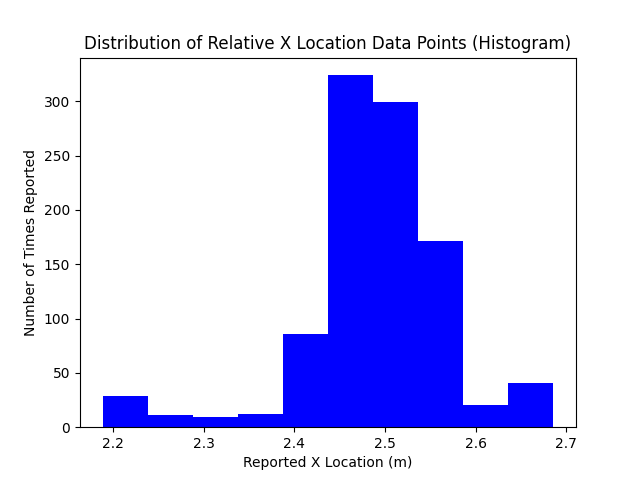 Distribution of Relative X Location Data Points (Histogram)
Number of Times Reported
300
250
200
150
100
50
0
2.2 2.3 2.4 2.5 2.6 2.7
Reported X Location (m)